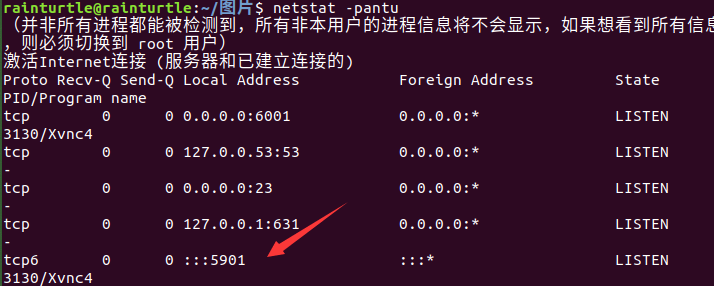 rainturtle@rainturtle:~/图片$ netstat -pantu
（并非所有进程都能被检测到，所有非本用户的进程信息将不会显示，如果想看到所有信息
，则必须切换到 root 用户）
激活Internet连接 (服务器和已建立连接的)
Proto Recv-Q Send-Q Local Address           Foreign Address         State
PID/Program name
tcp        0      0 0.0.0.0:6001            0.0.0.0:*               LISTEN
3130/Xvnc4
tcp        0      0 127.0.0.53:53           0.0.0.0:*               LISTEN
-
tcp        0      0 0.0.0.0:23              0.0.0.0:*               LISTEN
-
tcp        0      0 127.0.0.1:631           0.0.0.0:*               LISTEN
-
tcp6       0      0 :::5901                 :::*                    LISTEN
3130/Xvnc4